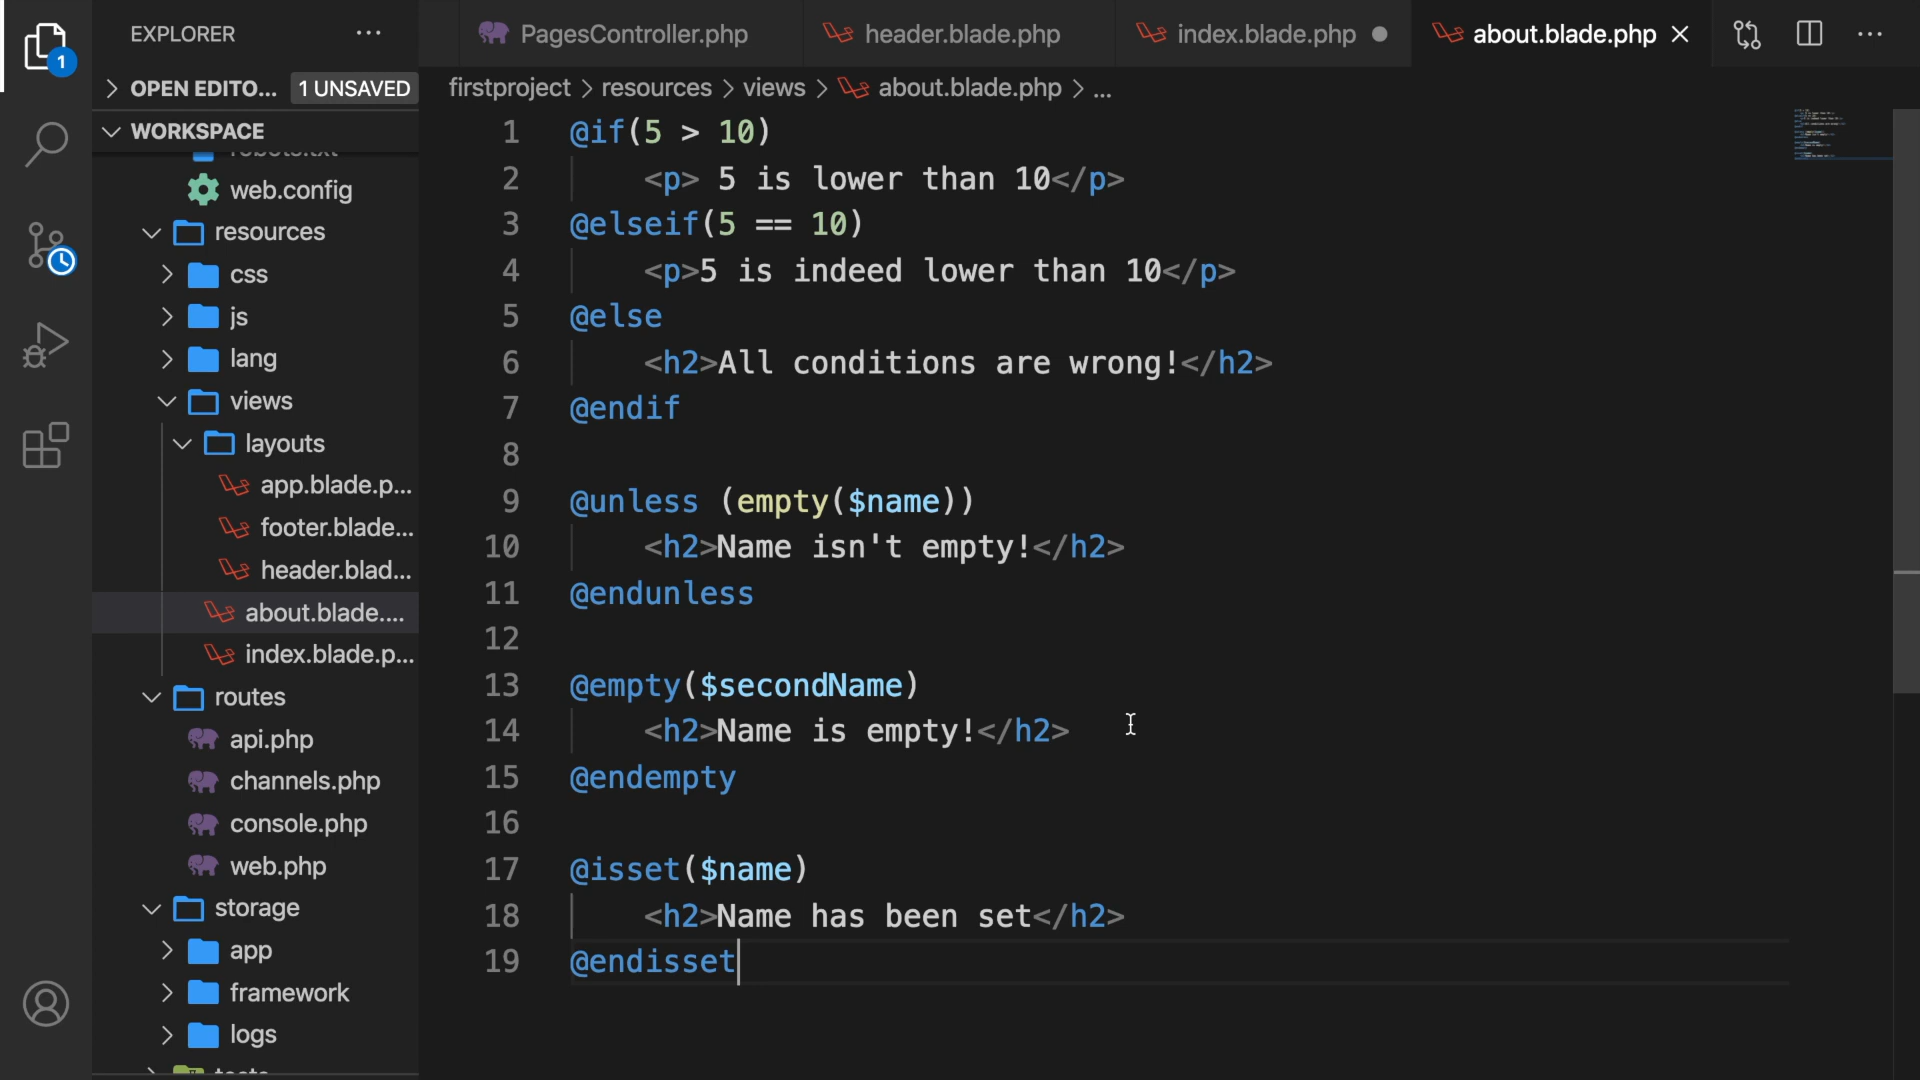 EXPLORER
OPEN EDITO...
1 UNSAVED
WORKSPACE
robots.txt
web.config
resources
css
js
lang
views
layouts
app.blade.p...
footer.blade...
header.blad...
about.blade....
index.blade.p...
routes
api.php
channels.php
console.php
web.php
storage
app
framework
logs
tests
1
PagesController.php
header.blade.php
index.blade.php
about.blade.php
firstproject > resources > views > about.blade.php > ...
1 @if(5 > 10)
2 <p> 5 is lower than 10</p>
3 @elseif(5 == 10)
4 <p>5 is indeed lower than 10</p>
5 @else
6 <h2>All conditions are wrong!</h2>
7 @endif
8
9 @unless (empty($name))
10 <h2>Name isn't empty!</h2>
11 @endunless
12
13 @empty($secondName)
14 <h2>Name is empty!</h2>
15 @endempty
16
17 @isset($name)
18 <h2>Name has been set</h2>
19 @endisset